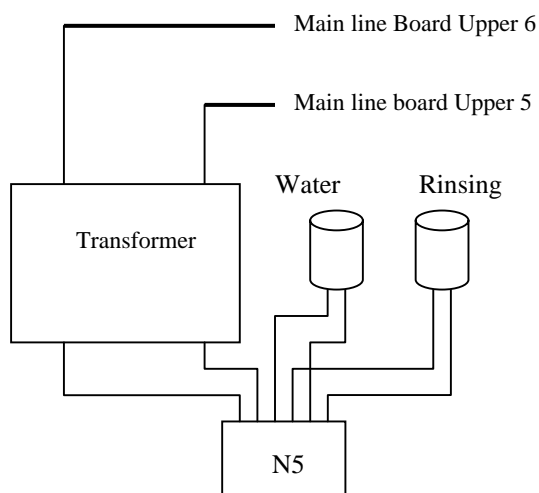 Main line Board Upper 6
Main line board Upper 5
Water
Rinsing
Transformer
N5